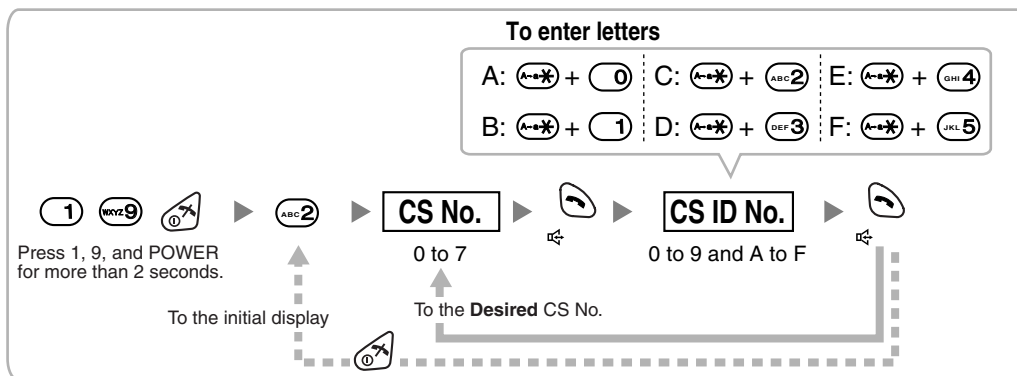 To enter letters
A: A-a* + 0 C: A-a* + ABC2 E: A-a* + GHI4
B: A-a* + 1 D: A-a* + DEF3 F: A-a* + JKL5
1 WXYZ9 ABC2 CS No. CS ID No.
Press 1, 9, and POWER
for more than 2 seconds.
0 to 7
0 to 9 and A to F
To the initial display
To the Desired CS No.